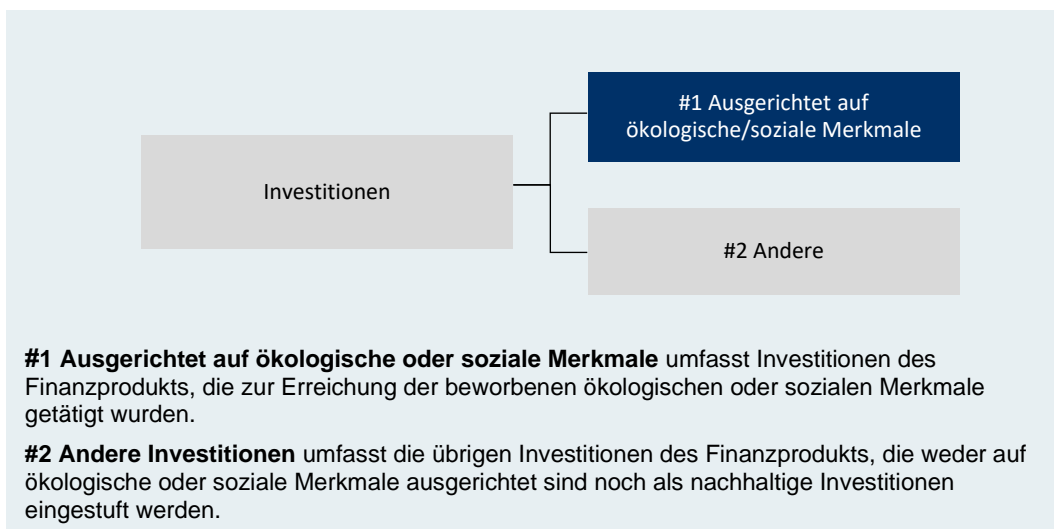 #1 Ausgerichtet auf
ökologische/soziale Merkmale
Investitionen
#2 Andere
#1 Ausgerichtet auf ökologische oder soziale Merkmale umfasst Investitionen des
Finanzprodukts, die zur Erreichung der beworbenen ökologischen oder sozialen Merkmale
getätigt wurden.
#2 Andere Investitionen umfasst die übrigen Investitionen des Finanzprodukts, die weder auf
ökologische oder soziale Merkmale ausgerichtet sind noch als nachhaltige Investitionen
eingestuft werden.